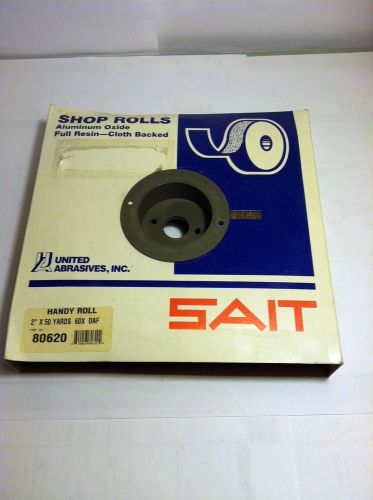 SHOP ROLLS
Aluminum Oxide
Full Resin—Cloth Backed
UNITED
ABRASIVES, INC.
SAIT
HANDY ROLL
2" X 50 YARDS 60X DAF
80620